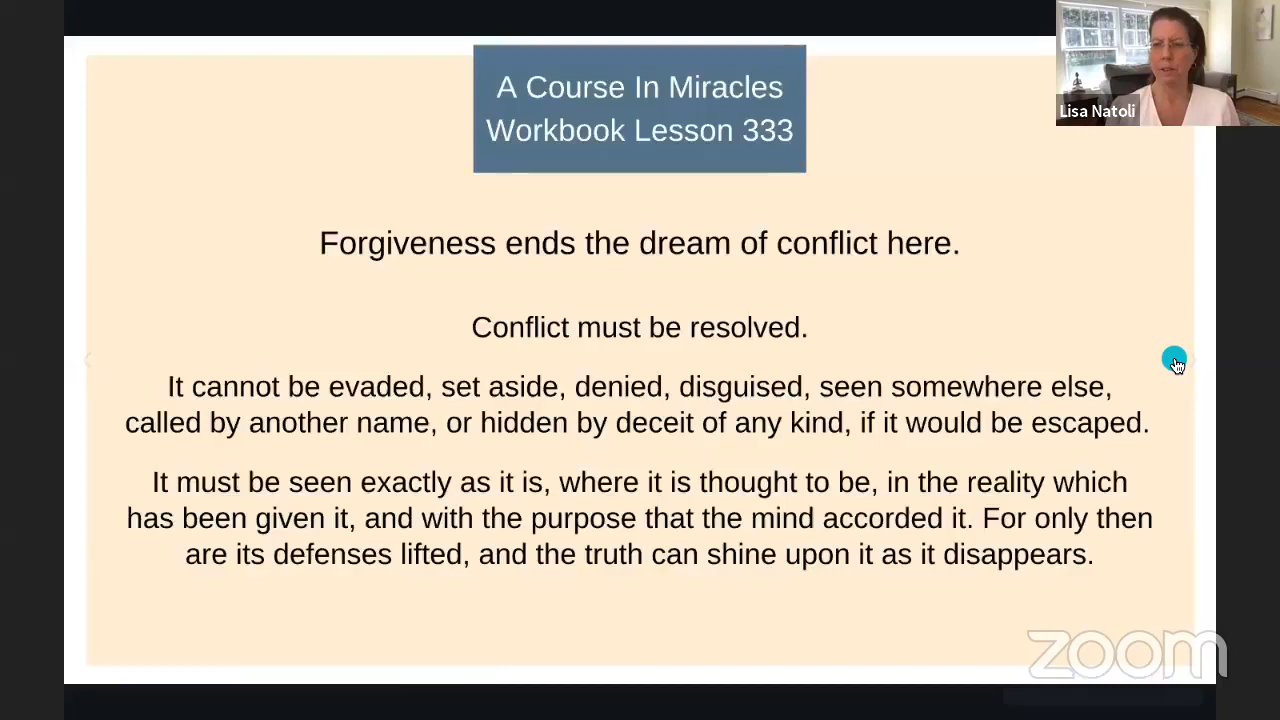 A Course In Miracles
Workbook Lesson 333
Lisa Natoli
Forgiveness ends the dream of conflict here.
Conflict must be resolved.
It cannot be evaded, set aside, denied, disguised, seen somewhere else,
called by another name, or hidden by deceit of any kind, if it would be escaped.
It must be seen exactly as it is, where it is thought to be, in the reality which
has been given it, and with the purpose that the mind accorded it. For only then
are its defenses lifted, and the truth can shine upon it as it disappears.
zoom